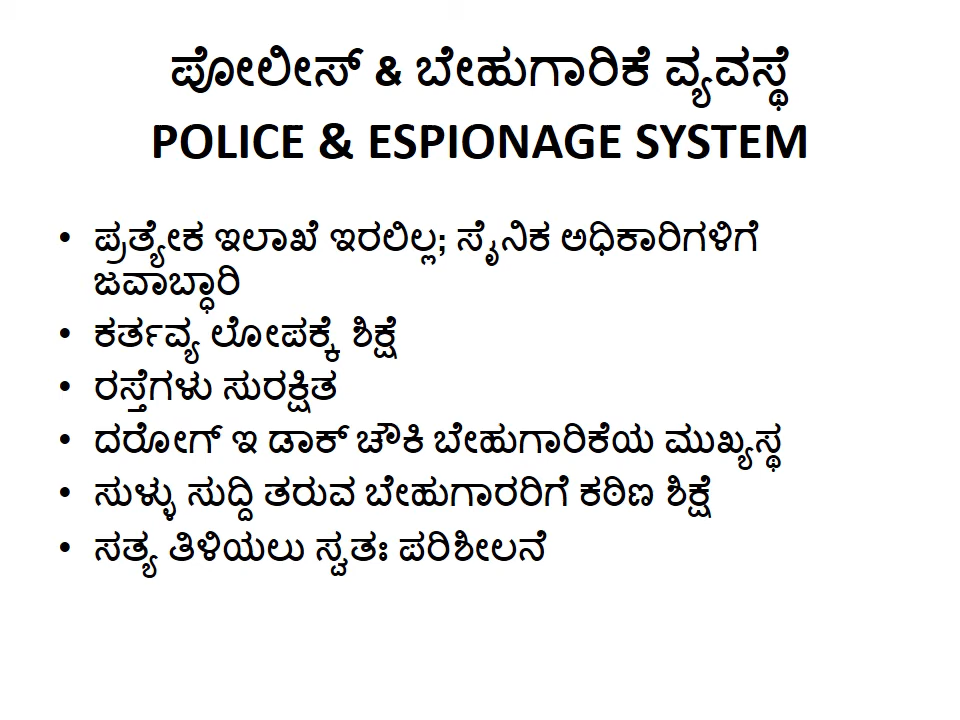 ಪೋಲೀಸ್ & ಬೇಹುಗಾರಿಕೆ ವ್ಯವಸ್ಥೆ
POLICE & ESPIONAGE SYSTEM
• ಪ್ರತ್ಯೇಕ ಇಲಾಖೆ ಇರಲಿಲ್ಲ; ಸೈನಿಕ ಅಧಿಕಾರಿಗಳಿಗೆ
ಜವಾಬ್ಧಾರಿ
• ಕರ್ತವ್ಯ ಲೋಪಕ್ಕೆ ಶಿಕ್ಷೆ
• ರಸ್ತೆಗಳು ಸುರಕ್ಷಿತ
• ದರೋಗ್ ಇ ಡಾಕ್ ಚೌಕಿ ಬೇಹುಗಾರಿಕೆಯ ಮುಖ್ಯಸ್ಥ
• ಸುಳ್ಳು ಸುದ್ದಿ ತರುವ ಬೇಹುಗಾರರಿಗೆ ಕಠಿಣ ಶಿಕ್ಷೆ
• ಸತ್ಯ ತಿಳಿಯಲು ಸ್ವತಃ ಪರಿಶೀಲನೆ